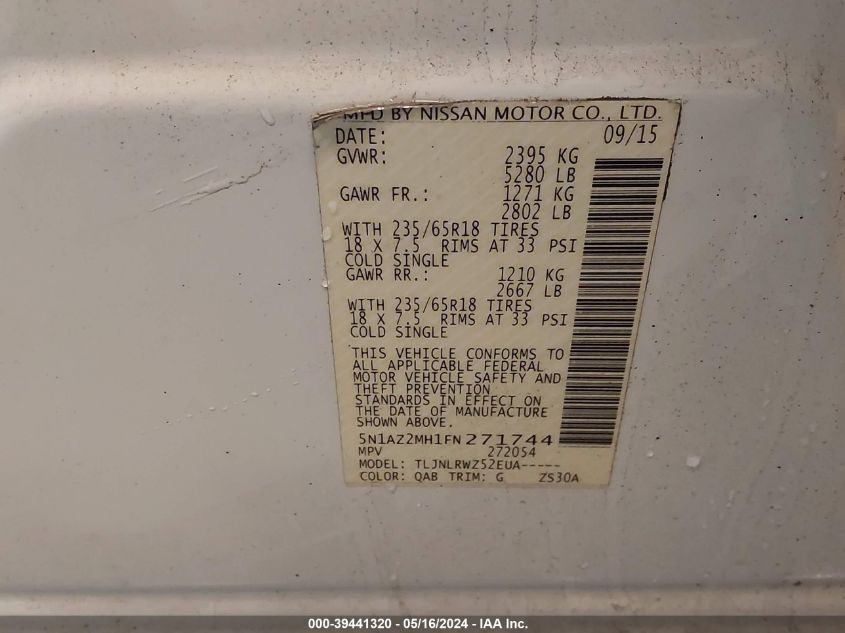 MFD BY NISSAN MOTOR CO., LTD.
DATE: 09/15
GVWR: 2395 KG
5280 LB
GAWR FR.: 1271 KG
2802 LB
WITH 235/65R18 TIRES
18 X 7.5 RIMS AT 33 PSI
COLD SINGLE
GAWR RR.: 1210 KG
2667 LB
WITH 235/65R18 TIRES
18 X 7.5 RIMS AT 33 PSI
COLD SINGLE
THIS VEHICLE CONFORMS TO
ALL APPLICABLE FEDERAL
MOTOR VEHICLE SAFETY AND
THEFT PREVENTION
STANDARDS IN EFFECT ON
THE DATE OF MANUFACTURE
SHOWN ABOVE.
5N1AZ2MH1FN271744
MPV 272054
MODEL: TLJNLRWZ52EUA-----
COLOR: QAB TRIM: G ZS30A
000-39441320 - 05/16/2024 - IAA Inc.